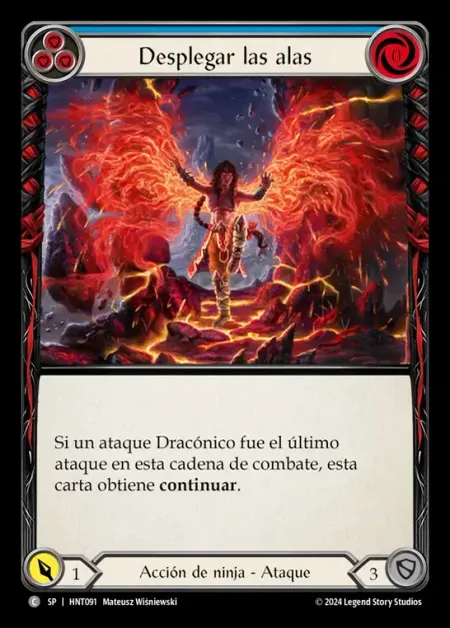 Desplegar las alas
0
Si un ataque Dracónico fue el último
ataque en esta cadena de combate, esta
carta obtiene continuar.
1
Acción de ninja - Ataque
3
C SP | HNT091 Mateusz Wiśniewski
© 2024 Legend Story Studios